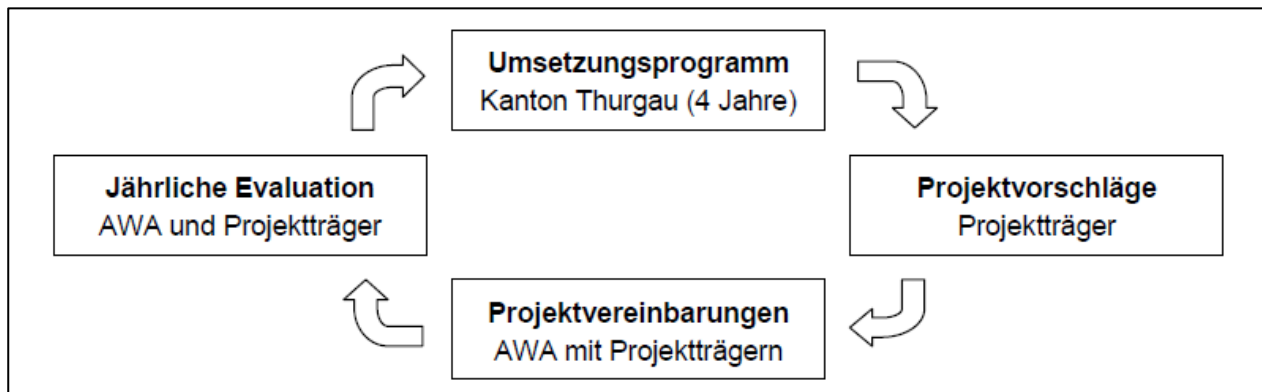 Umsetzungsprogramm
Kanton Thurgau (4 Jahre)
Jährliche Evaluation
AWA und Projektträger
Projektvorschläge
Projektträger
Projektvereinbarungen
AWA mit Projektträgern